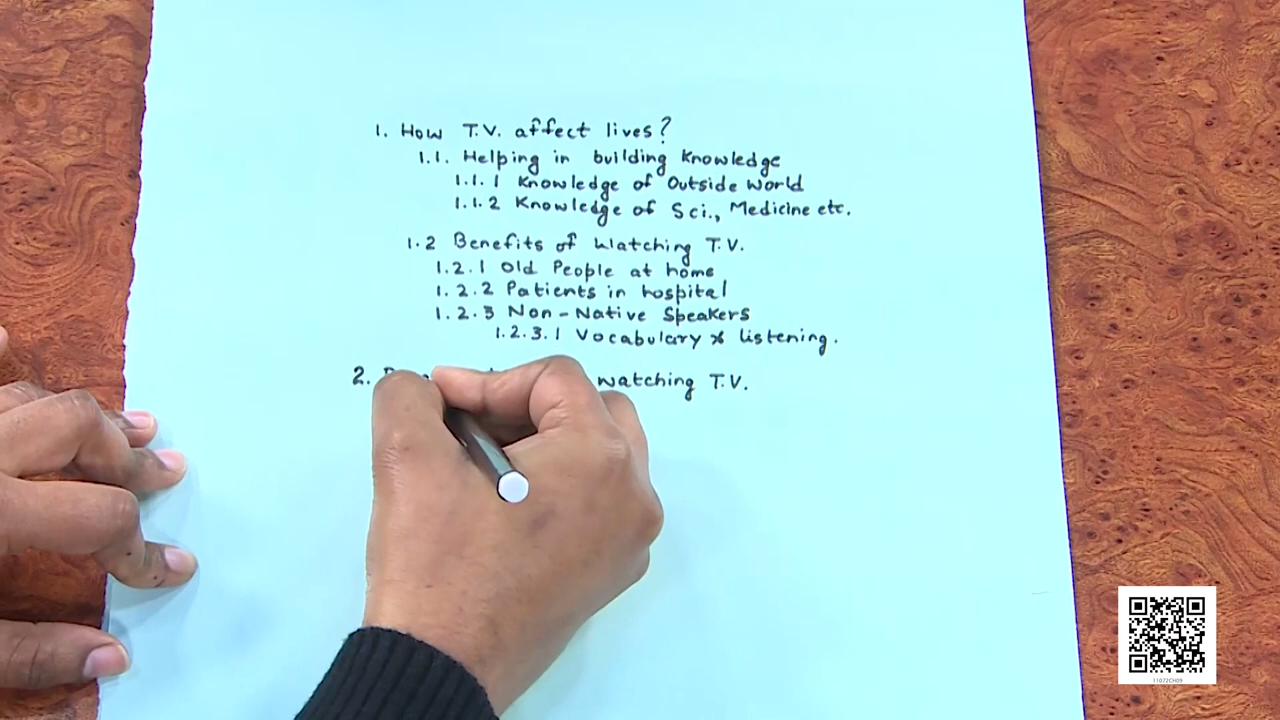 1. How T.V. affect lives?
1.1. Helping in building Knowledge
1.1.1 Knowledge of Outside World
1.1.2 Knowledge of Sci., Medicine etc.
1.2 Benefits of Watching T.V.
1.2.1 Old People at home
1.2.2 Patients in hospital
1.2.3 Non-Native Speakers
1.2.3.1 Vocabulary & listening.
2. watching T.V.
11072CH09